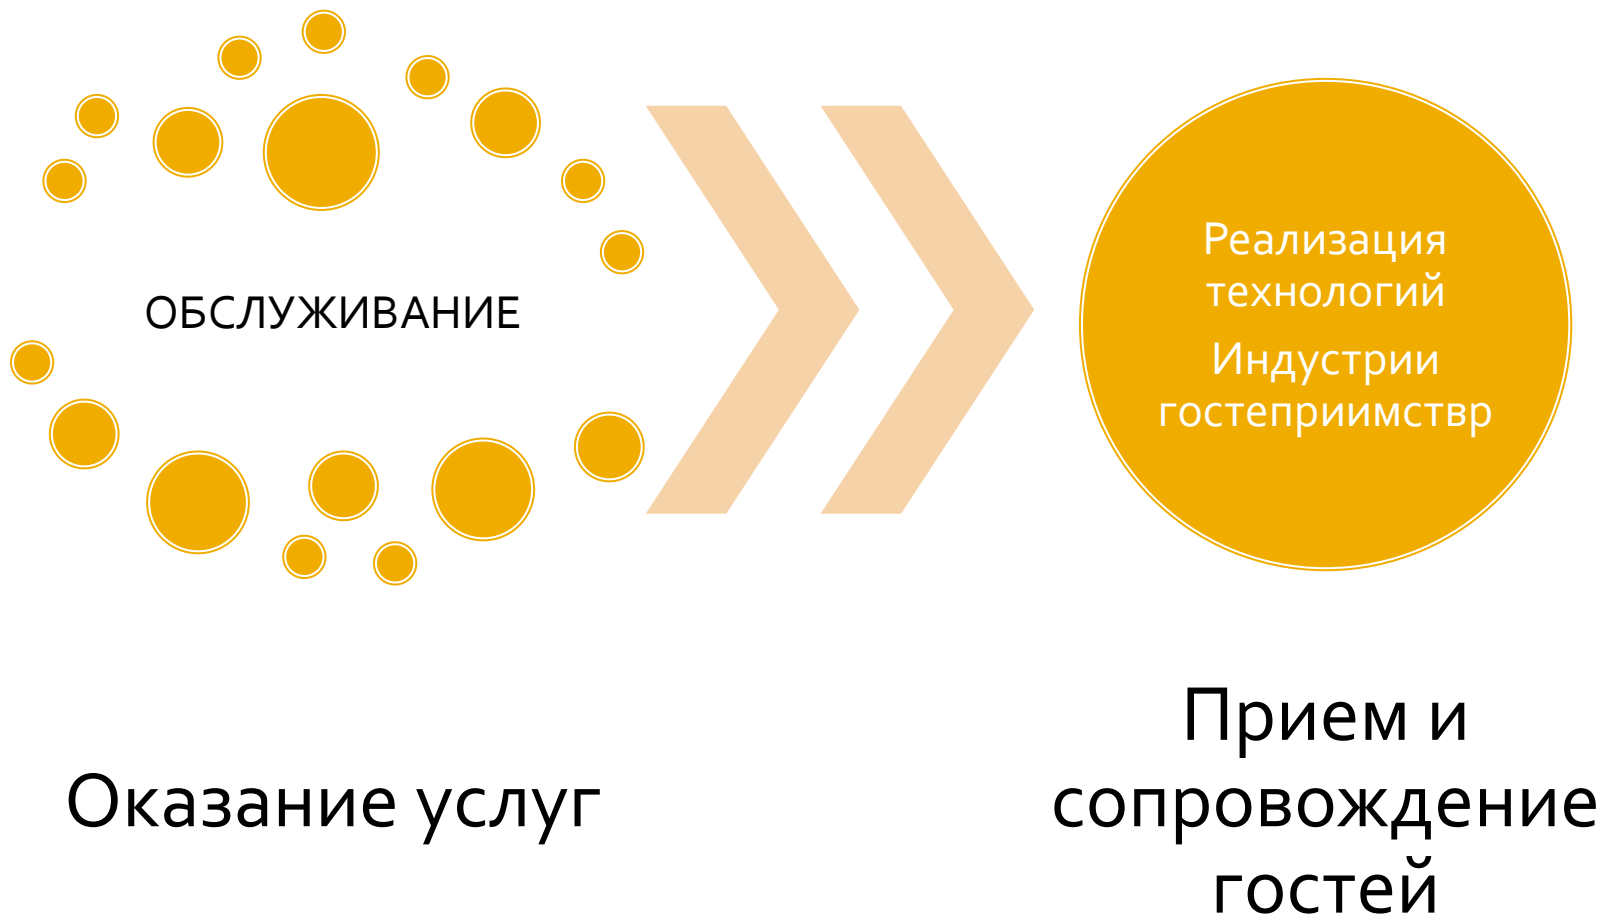 ОБСЛУЖИВАНИЕ
Реализация
технологий
Индустрии
гостеприимствр
Оказание услуг
Прием и
сопровождение
гостей